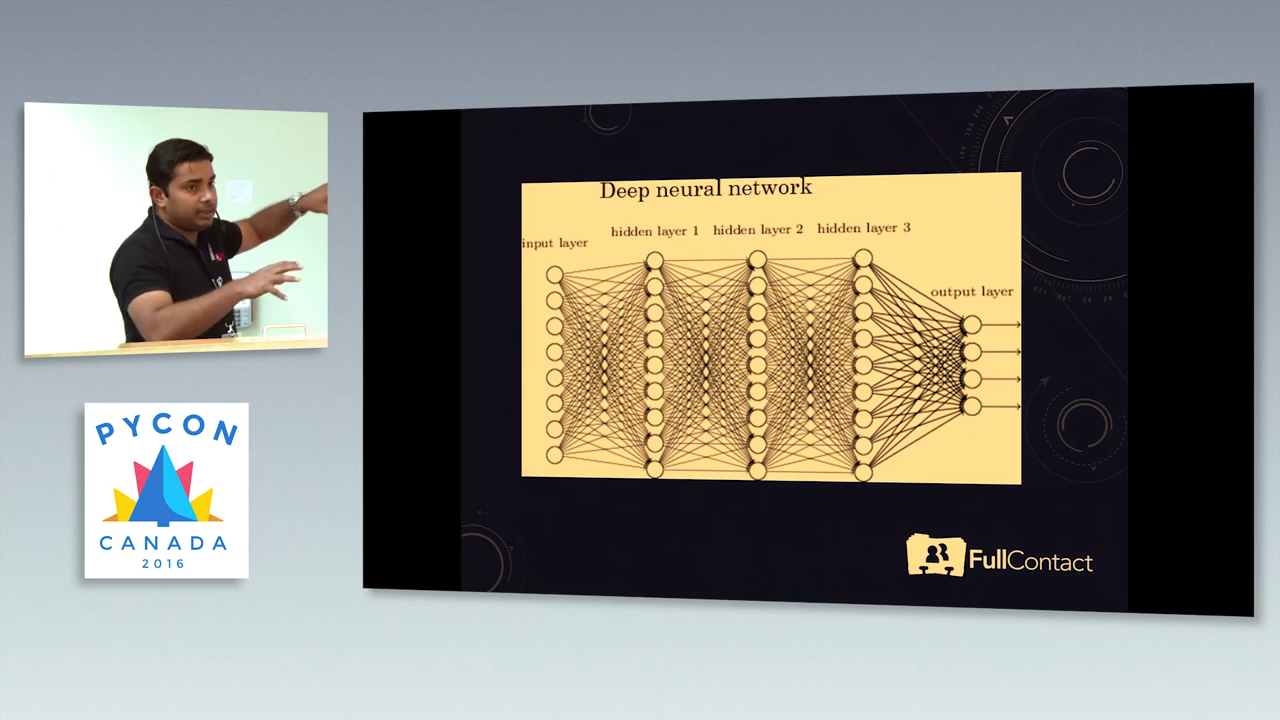 PYCON
CANADA
2016
Deep neural network
hidden layer 1 hidden layer 2 hidden layer 3
input layer
output layer
FullContact